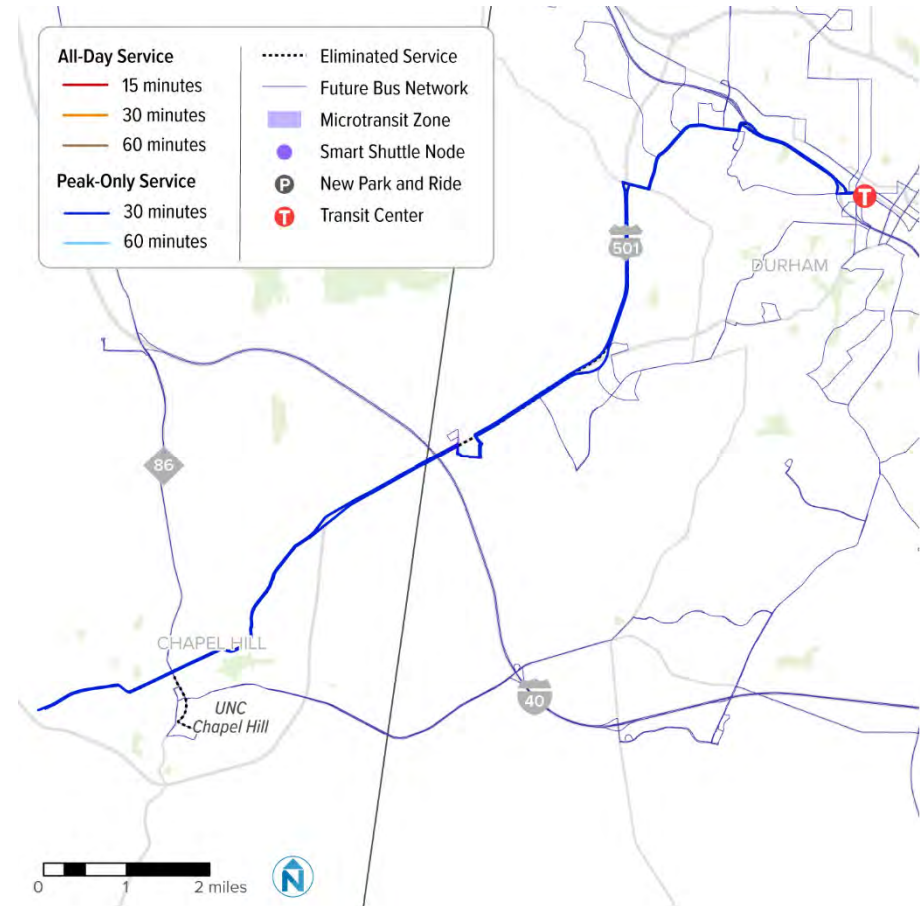 All-Day Service
15 minutes
30 minutes
60 minutes
Peak-Only Service
30 minutes
60 minutes
Eliminated Service
Future Bus Network
Microtransit Zone
Smart Shuttle Node
P
New Park and Ride
T
Transit Center
T
501
DURHAM
86
CHAPEL HILL
UNC
Chapel Hill
40
0
1
2 miles
N